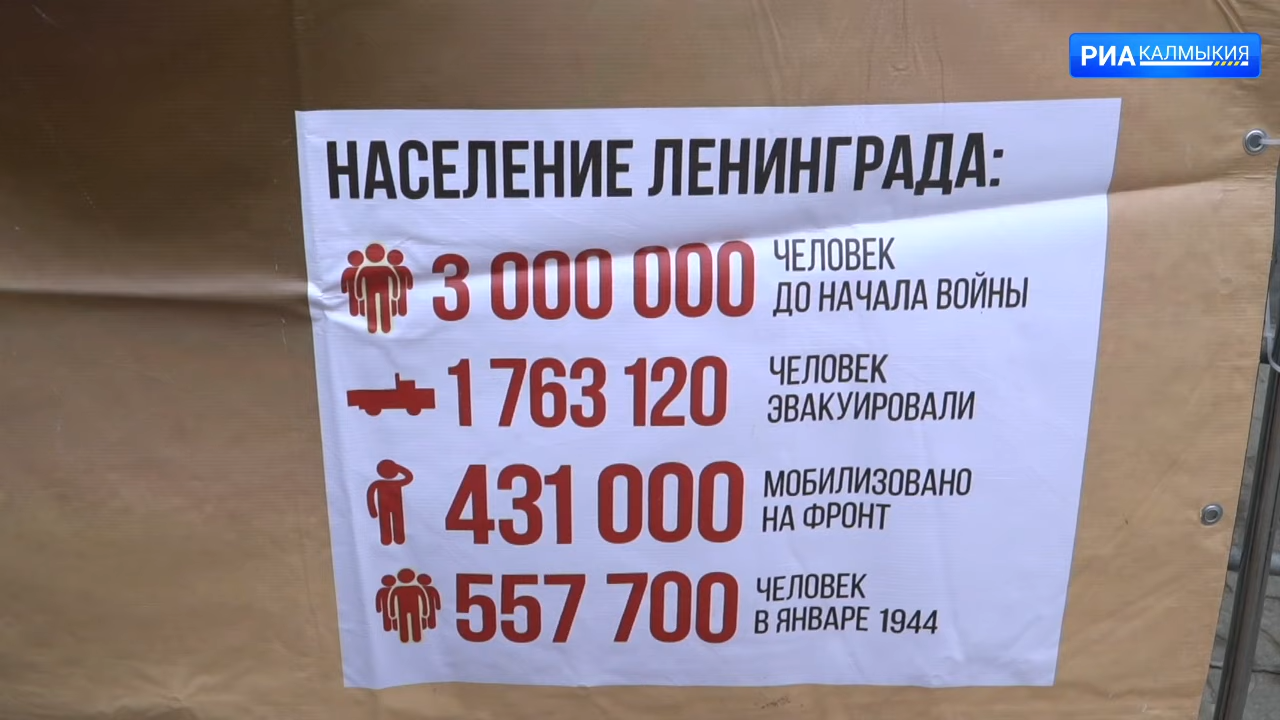 РИА КАЛМЫКИЯ
НАСЕЛЕНИЕ ЛЕНИНГРАДА:
3 000 000 ЧЕЛОВЕК
ДО НАЧАЛА ВОЙНЫ
1 763 120 ЧЕЛОВЕК
ЭВАКУИРОВАЛИ
431 000 МОБИЛИЗОВАНО
НА ФРОНТ
557 700 ЧЕЛОВЕК
В ЯНВАРЕ 1944